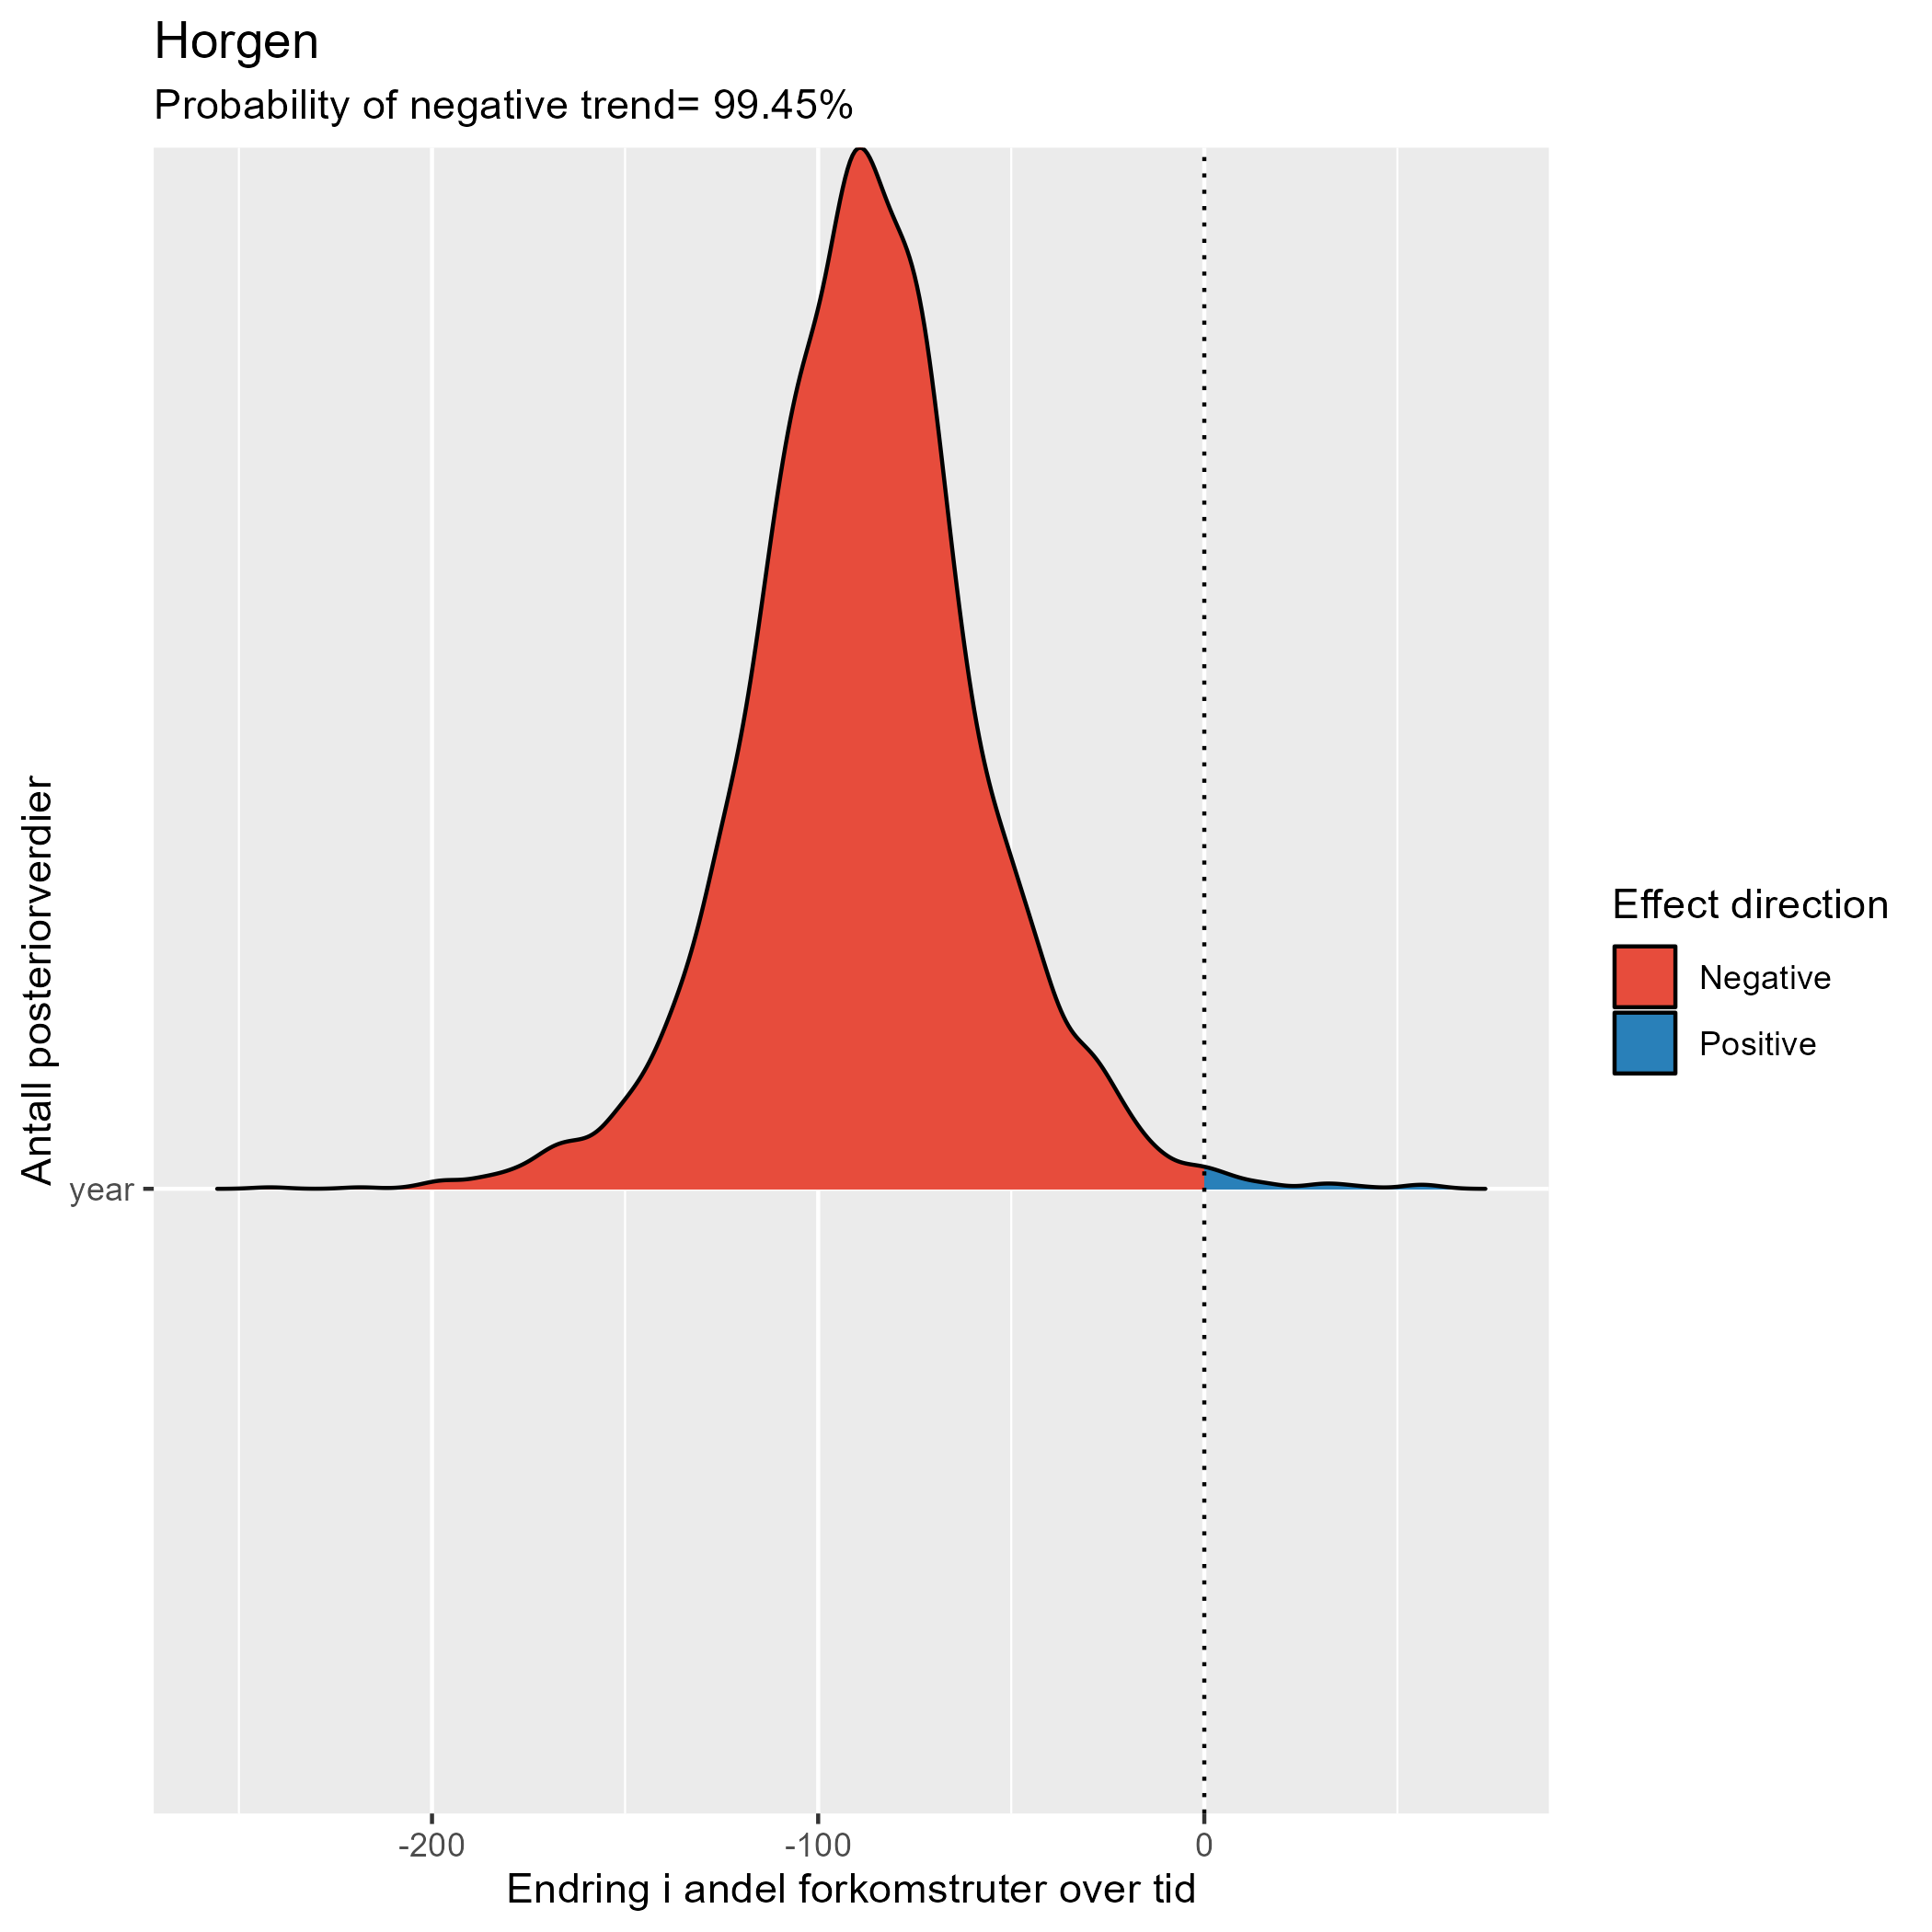 Horgen
Probability of negative trend= 99.45%
Antall posteriorverdier
year
Effect direction
Negative
Positive
-200
-100
0
Endring i andel forkomstruter over tid